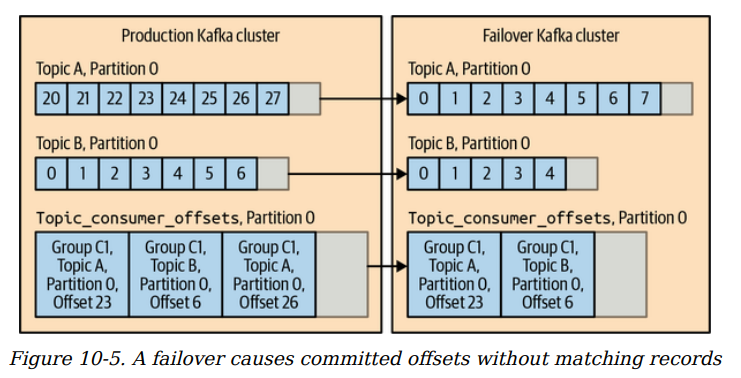 Production Kafka cluster
Topic A, Partition 0
20 21 22 23 24 25 26 27
Topic B, Partition 0
0 1 2 3 4 5 6
Topic_consumer_offsets, Partition 0
Group C1,
Topic A,
Partition 0,
Offset 23
Group C1,
Topic B,
Partition 0,
Offset 6
Group C1,
Topic A,
Partition 0,
Offset 26
Failover Kafka cluster
Topic A, Partition 0
0 1 2 3 4 5 6 7
Topic B, Partition 0
0 1 2 3 4
Topic_consumer_offsets, Partition 0
Group C1,
Topic A,
Partition 0,
Offset 23
Group C1,
Topic B,
Partition 0,
Offset 6
Figure 10-5. A failover causes committed offsets without matching records